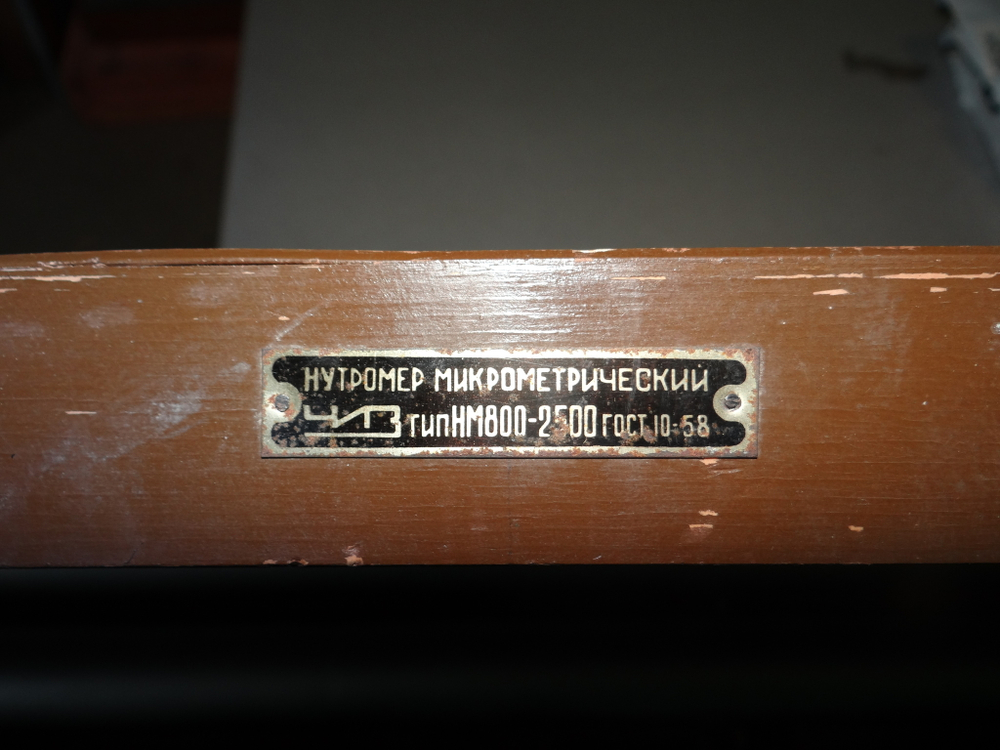 НУТРОМЕР МИКРОМЕТРИЧЕСКИЙ
ЧИЗ тип НМ800-2500 ГОСТ 10-58